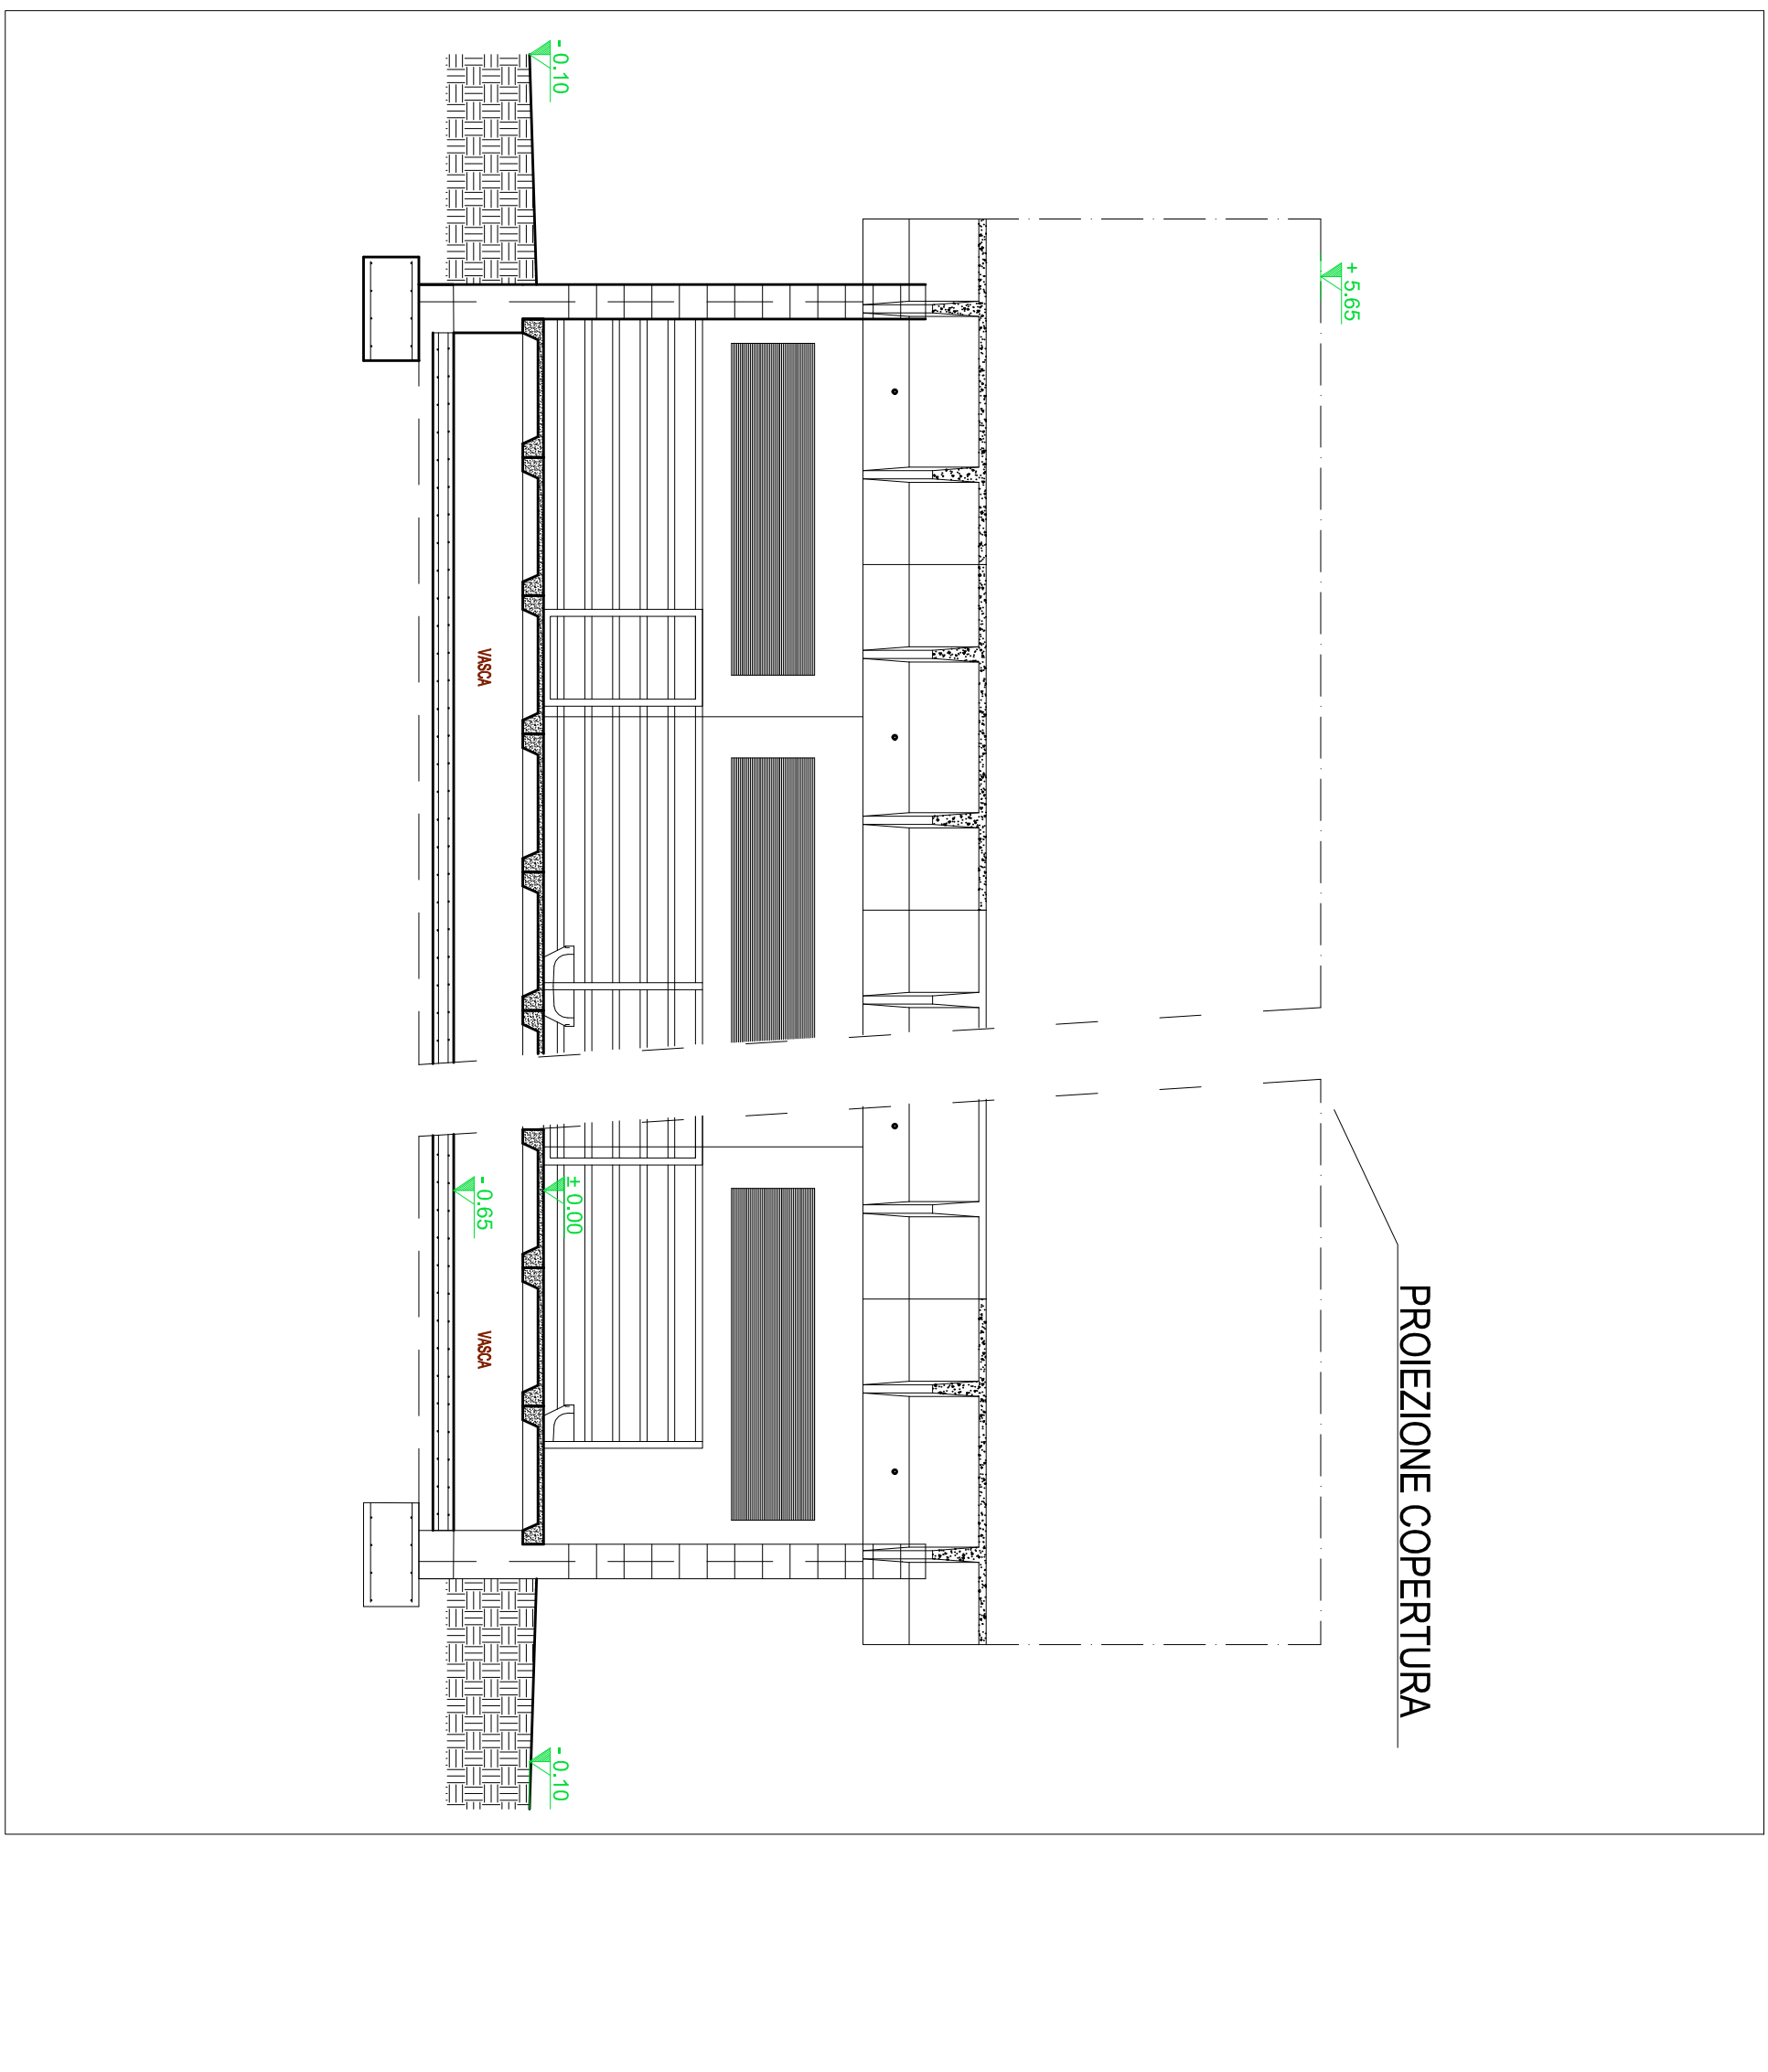 PROIEZIONE COPERTURA
+ 5.65
- 0.10
± 0.00
- 0.10
- 0.65
VASCA
VASCA